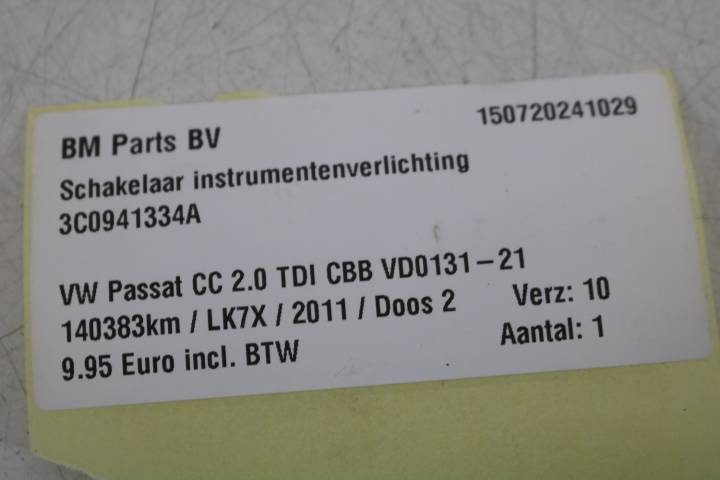 BM Parts BV 150720241029
Schakelaar instrumentenverlichting
3C0941334A
VW Passat CC 2.0 TDI CBB VD0131-21
140383km / LK7X / 2011 / Doos 2 Verz: 10
9.95 Euro incl. BTW Aantal: 1